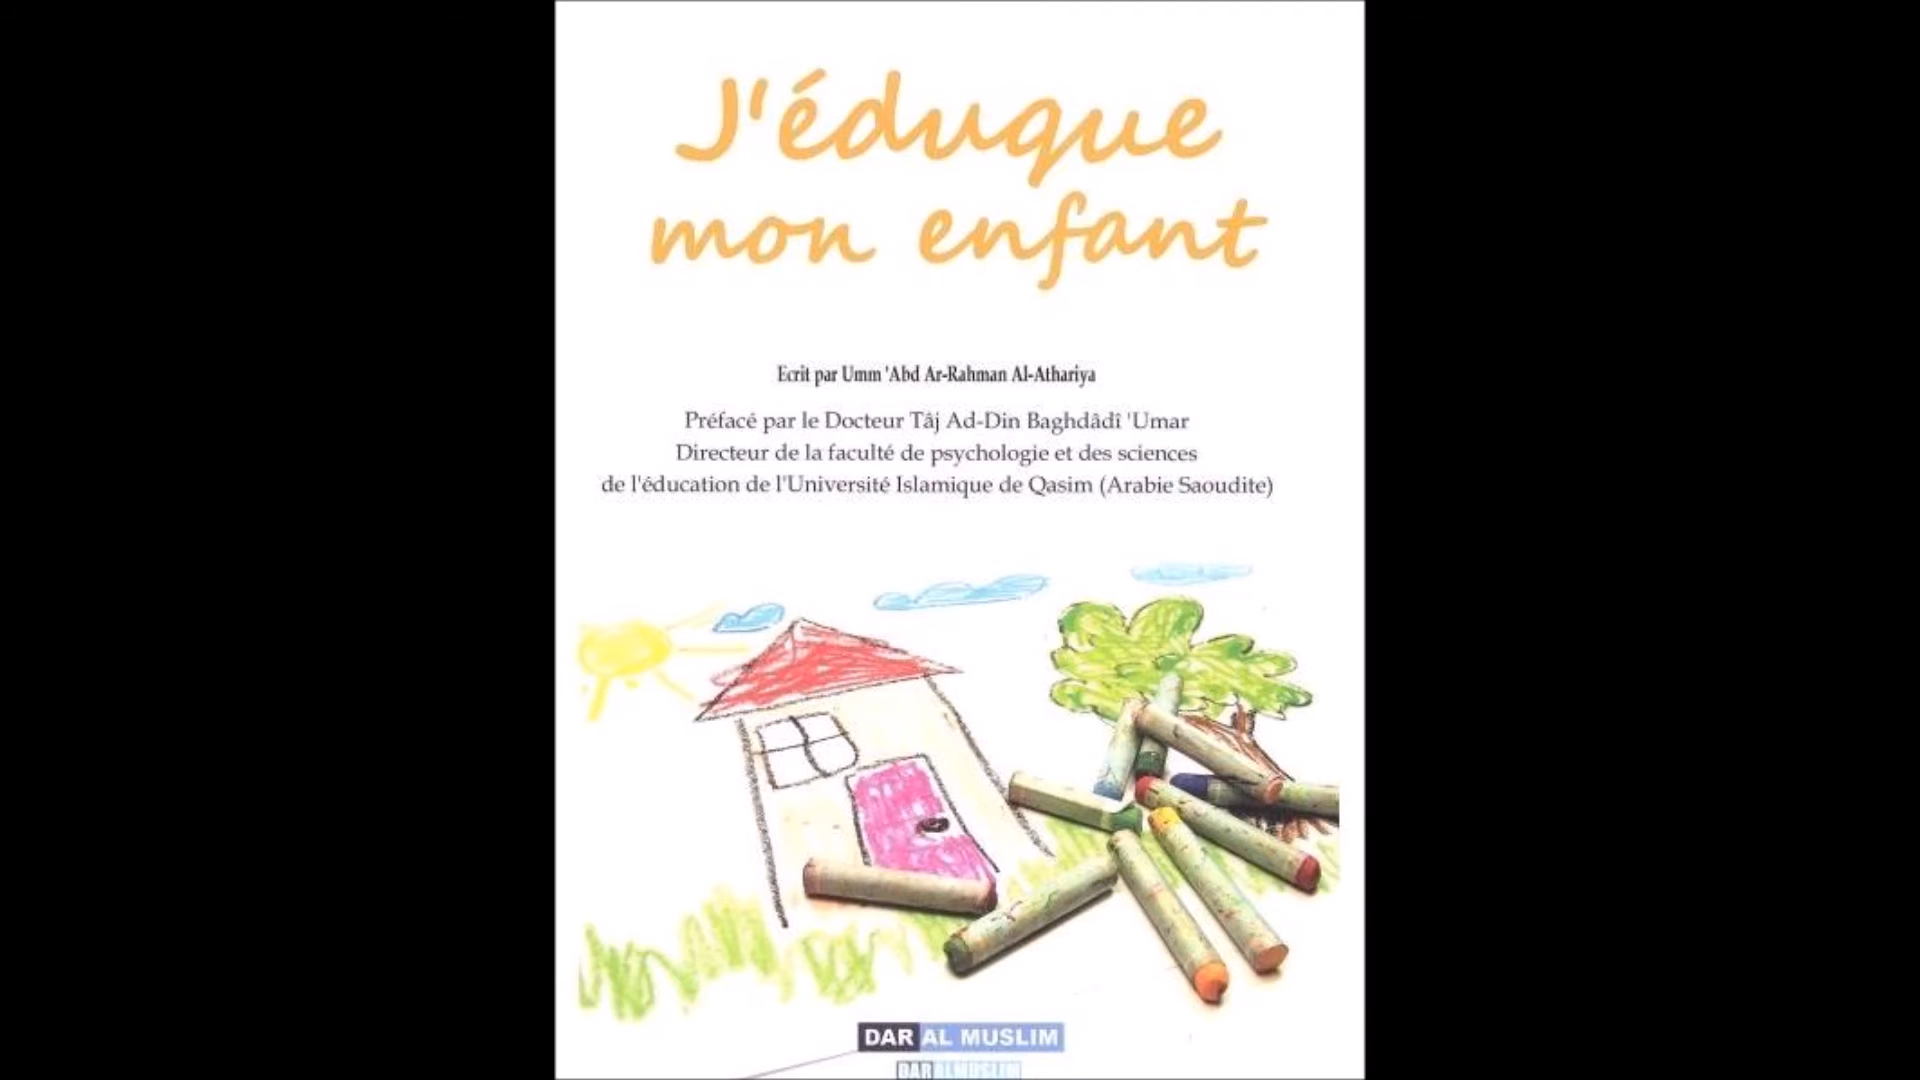 J'éduque
mon enfant
Ecrit par Umm 'Abd Ar-Rahman Al-Athariya
Préfacé par le Docteur Tâj Ad-Din Baghdâdî 'Umar
Directeur de la faculté de psychologie et des sciences
de l'éducation de l'Université Islamique de Qasim (Arabie Saoudite)
DAR AL MUSLIM
DAR ALMUSLIM